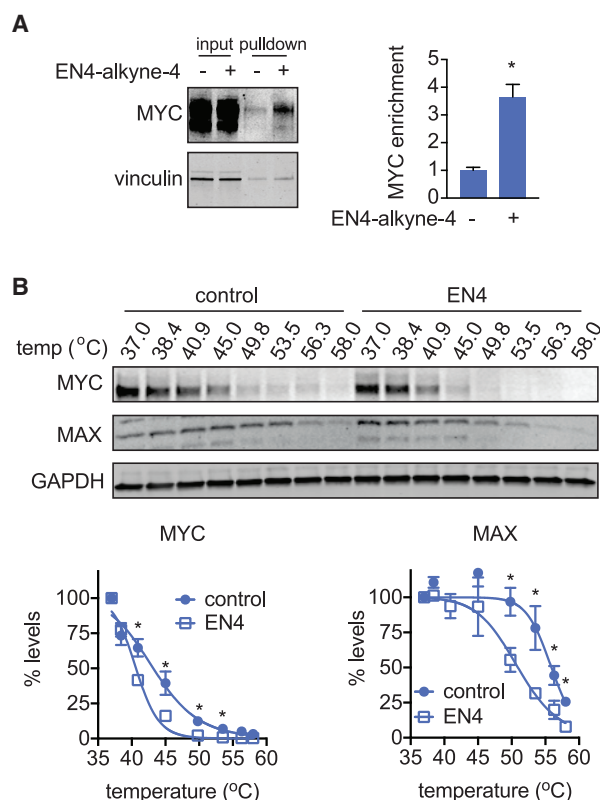 A
input pulldown
EN4-alkyne-4 - + - +
MYC
vinculin
MYC enrichment
5
4
3
2
1
0
*
EN4-alkyne-4 - +
B
control EN4
temp (oC) 37.0 38.4 40.9 45.0 49.8 53.5 56.3 58.0 37.0 38.4 40.9 45.0 49.8 53.5 56.3 58.0
MYC
MAX
GAPDH
MYC
% levels
100
75
50
25
0
control
EN4
* * * *
35 40 45 50 55 60
temperature (oC)
MAX
% levels
100
75
50
25
0
* * * *
control
EN4
35 40 45 50 55 60
temperature (oC)